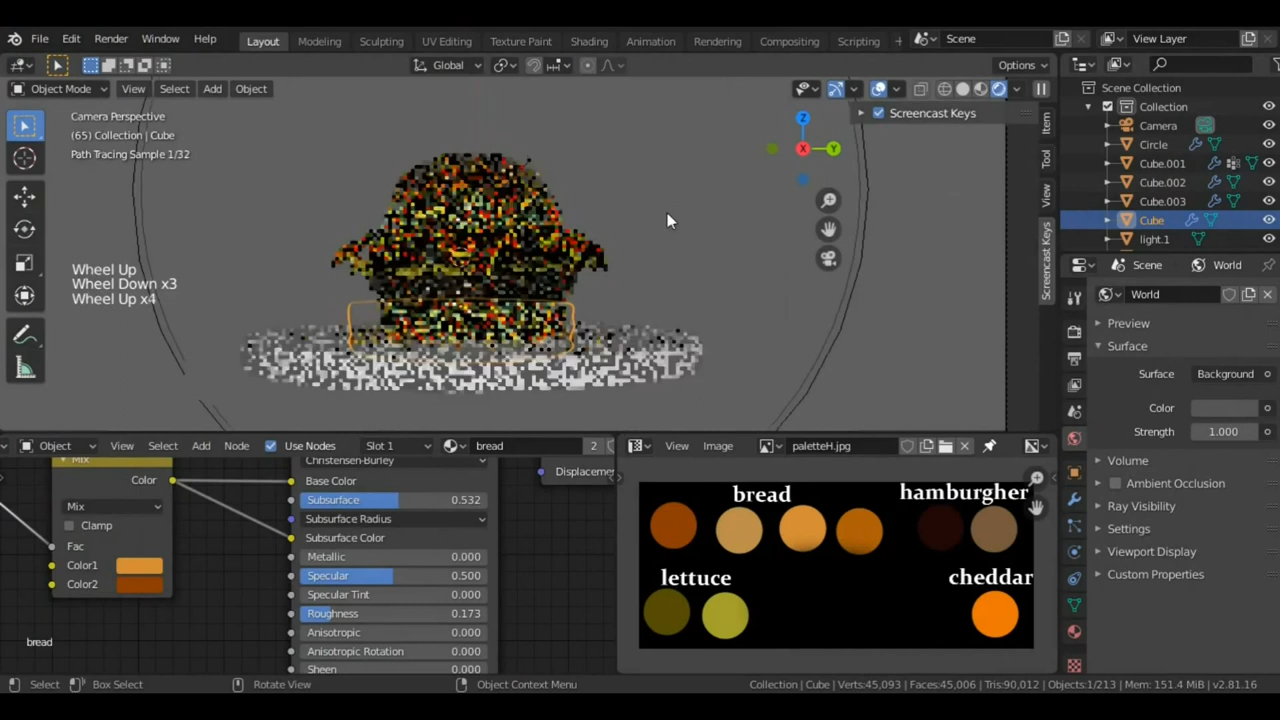 File Edit Render Window Help Layout Modeling Sculpting UV Editing Texture Paint Shading Animation Rendering Compositing Scripting Scene View Layer
Global Options
Object Mode View Select Add Object
Camera Perspective
(65) Collection | Cube
Path Tracing Sample 1/32
Screencast Keys
Wheel Up
Wheel Down x3
Wheel Up x4
Item
Tool
View
Screencast Keys
Scene Collection
Collection
Camera
Circle
Cube.001
Cube.002
Cube.003
Cube
light.1
Scene World
World
Preview
Surface
Surface Background
Color
Strength 1.000
Volume
Ambient Occlusion
Ray Visibility
Settings
Viewport Display
Custom Properties
Object View Select Add Node Use Nodes Slot 1 bread 2
Mix
Color
Mix
Clamp
Fac
Color1
Color2
bread
Christensen-Burley
Base Color
Subsurface 0.532
Subsurface Radius
Subsurface Color
Metallic 0.000
Specular 0.500
Specular Tint 0.000
Roughness 0.173
Anisotropic 0.000
Anisotropic Rotation 0.000
Sheen 0.000
Displaceme
View Image paletteH.jpg
bread hamburgher
lettuce cheddar
Select Box Select Rotate View Object Context Menu Collection | Cube | Verts:45,093 | Faces:45,006 | Tris:90,012 | Objects:1/213 | Mem: 151.4 MiB | v2.81.16